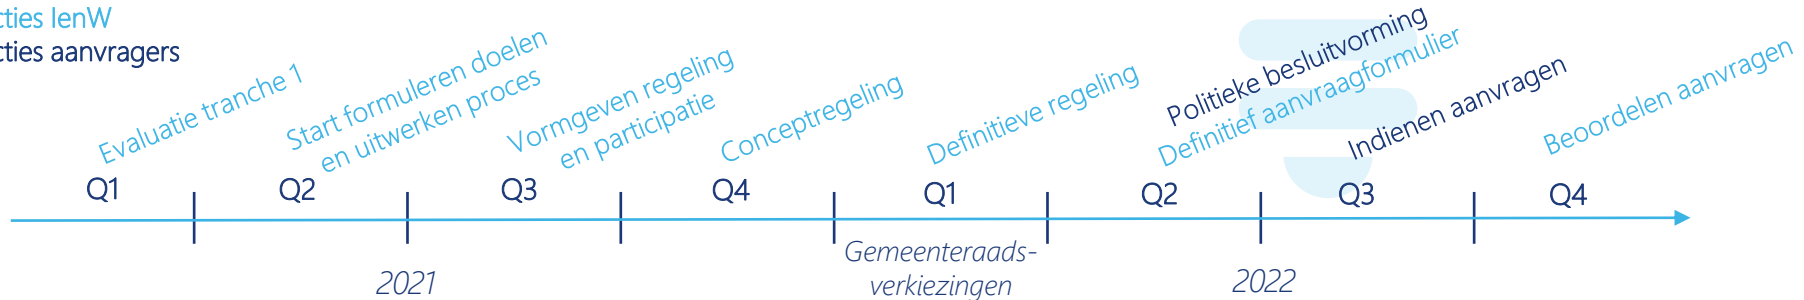 cties IenW
cties aanvragers
Evaluatie tranche 1
Start formuleren doelen
en uitwerken proces
Vormgeven regeling
en participatie
Conceptregeling
Definitieve regeling
Politieke besluitvorming
Definitief aanvraagformulier
Indienen aanvragen
Beoordelen aanvragen
Q1
Q2
Q3
Q4
Q1
Q2
Q3
Q4
2021
Gemeenteraads-
verkiezingen
2022